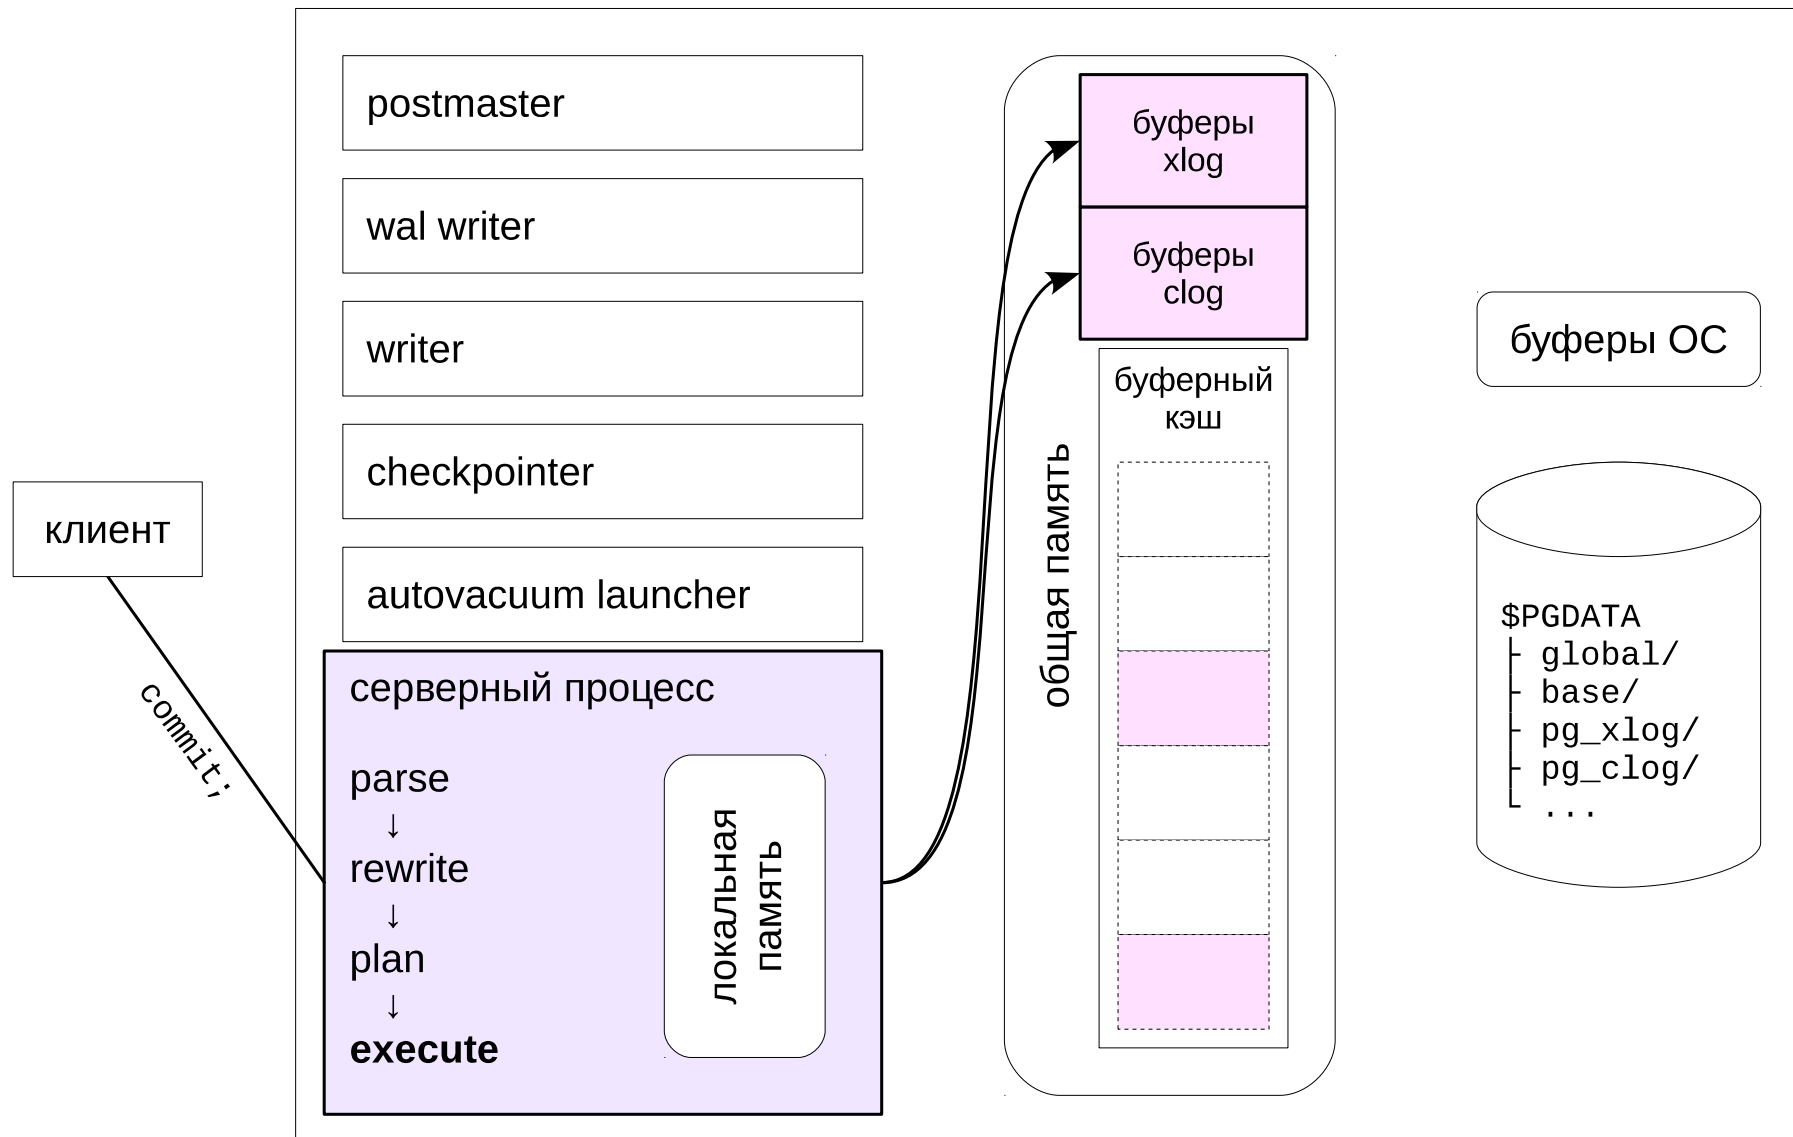 postmaster
wal writer
writer
checkpointer
autovacuum launcher
клиент
commit;
серверный процесс
parse
↓
rewrite
↓
plan
↓
execute
локальная
память
общая память
буферы
xlog
буферы
clog
буферный
кэш
буферы ОС
$PGDATA
├ global/
├ base/
├ pg_xlog/
├ pg_clog/
└ ...